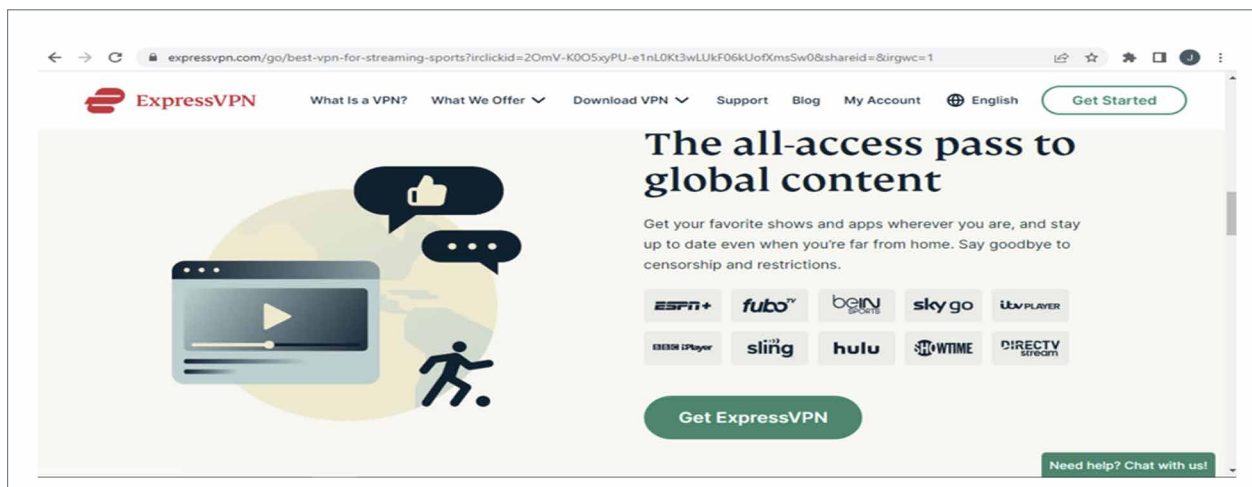 expressvpn.com/go/best-vpn-for-streaming-sports?irclickid=2OmV-K0O5xyPU-e1nL0Kt3wLUkF06kUofXmsSw0&shareid=&irgwc=1
J
ExpressVPN What Is a VPN? What We Offer Download VPN Support Blog My Account English Get Started
The all-access pass to
global content
Get your favorite shows and apps wherever you are, and stay
up to date even when you're far from home. Say goodbye to
censorship and restrictions.
ESPN+ fuboTV beIN SPORTS sky go itv PLAYER
BBC iPlayer sling hulu SHOWTIME DIRECTV stream
Get ExpressVPN
Need help? Chat with us!